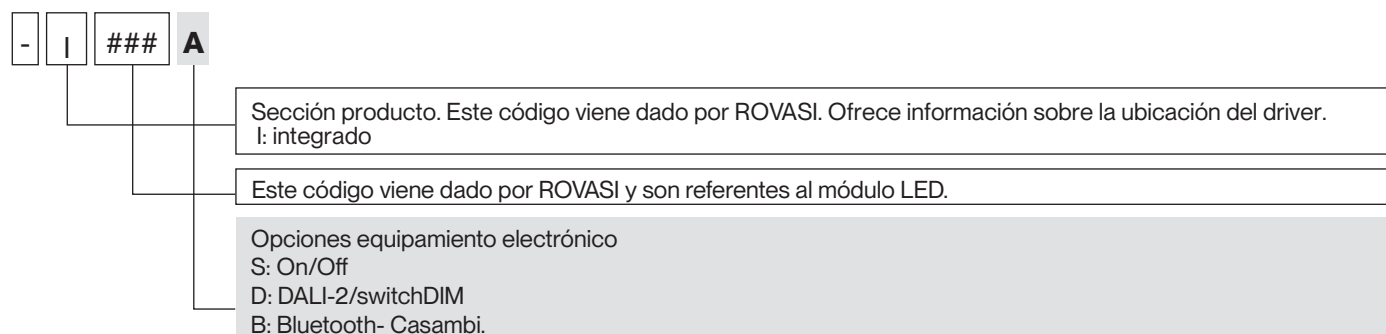 - I ### A
Sección producto. Este código viene dado por ROVASI. Ofrece información sobre la ubicación del driver.
I: integrado
Este código viene dado por ROVASI y son referentes al módulo LED.
Opciones equipamiento electrónico
S: On/Off
D: DALI-2/switchDIM
B: Bluetooth- Casambi.